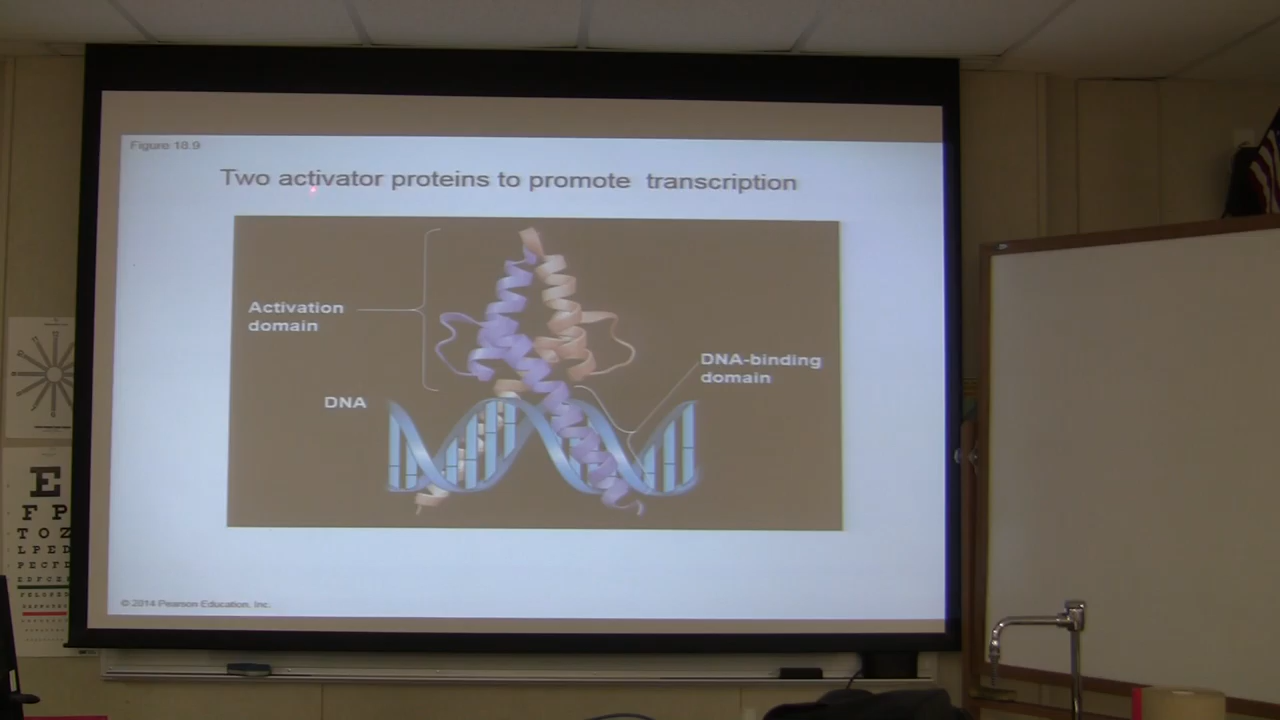 Figure 18.9
Two activator proteins to promote transcription
Activation
domain
DNA-binding
domain
DNA
© 2014 Pearson Education, Inc.
E
F P
T O Z
L P E D
P E C F D